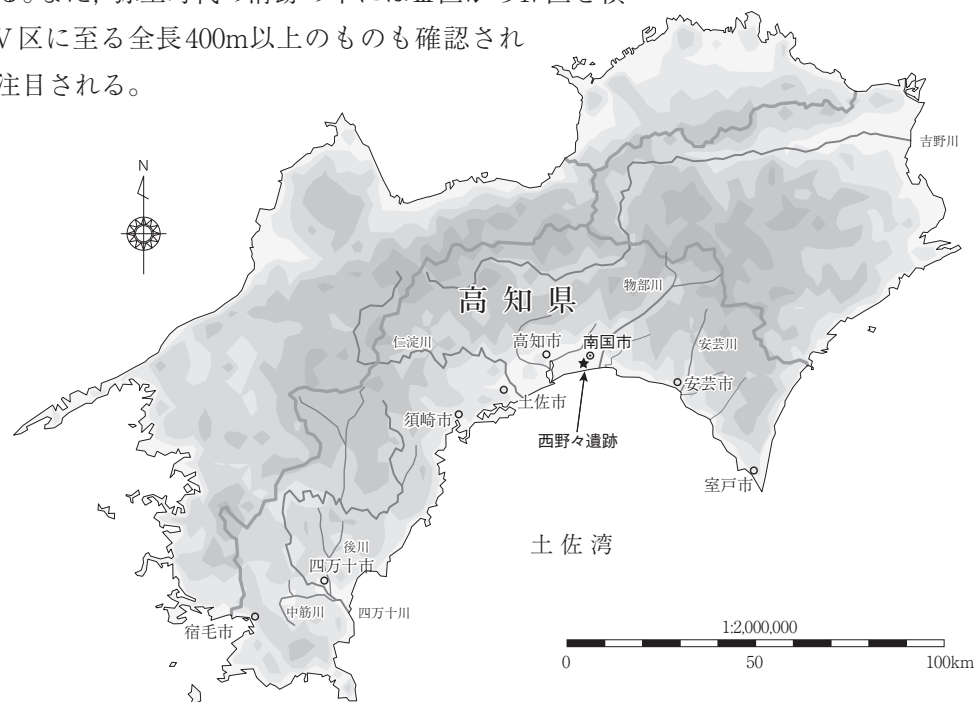 V区に至る全長400m以上のものも確認され
注目される。
吉野川
N
物部川
高知県
仁淀川
高知市
南国市
安芸川
安芸市
土佐市
須崎市
西野々遺跡
室戸市
土佐湾
後川
四万十市
中筋川
四万十川
宿毛市
1:2,000,000
0 50 100km